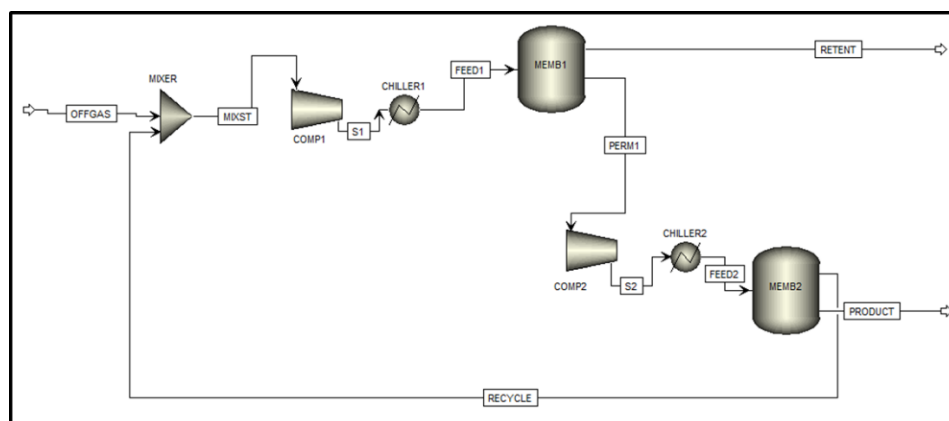 RETENT
MEMB1
FEED1
MIXER
CHILLER1
OFFGAS
MIXST
S1
COMP1
PERM1
CHILLER2
FEED2
MEMB2
COMP2
S2
PRODUCT
RECYCLE